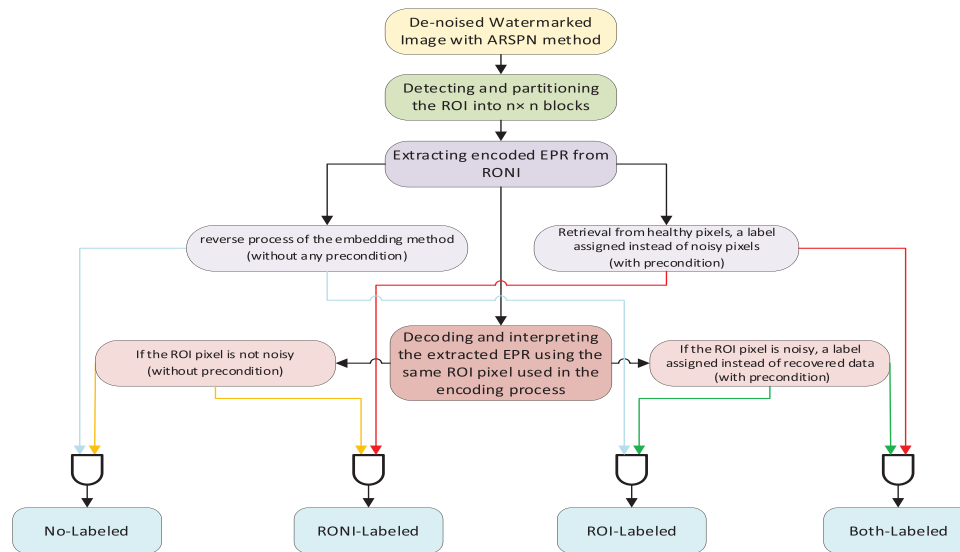 De-noised Watermarked
Image with ARSPN method
Detecting and partitioning
the ROI into n× n blocks
Extracting encoded EPR from
RONI
reverse process of the embedding method
(without any precondition)
Retrieval from healthy pixels, a label
assigned instead of noisy pixels
(with precondition)
Decoding and interpreting
the extracted EPR using the
same ROI pixel used in the
encoding process
If the ROI pixel is not noisy
(without precondition)
If the ROI pixel is noisy, a label
assigned instead of recovered data
(with precondition)
No-Labeled
RONI-Labeled
ROI-Labeled
Both-Labeled